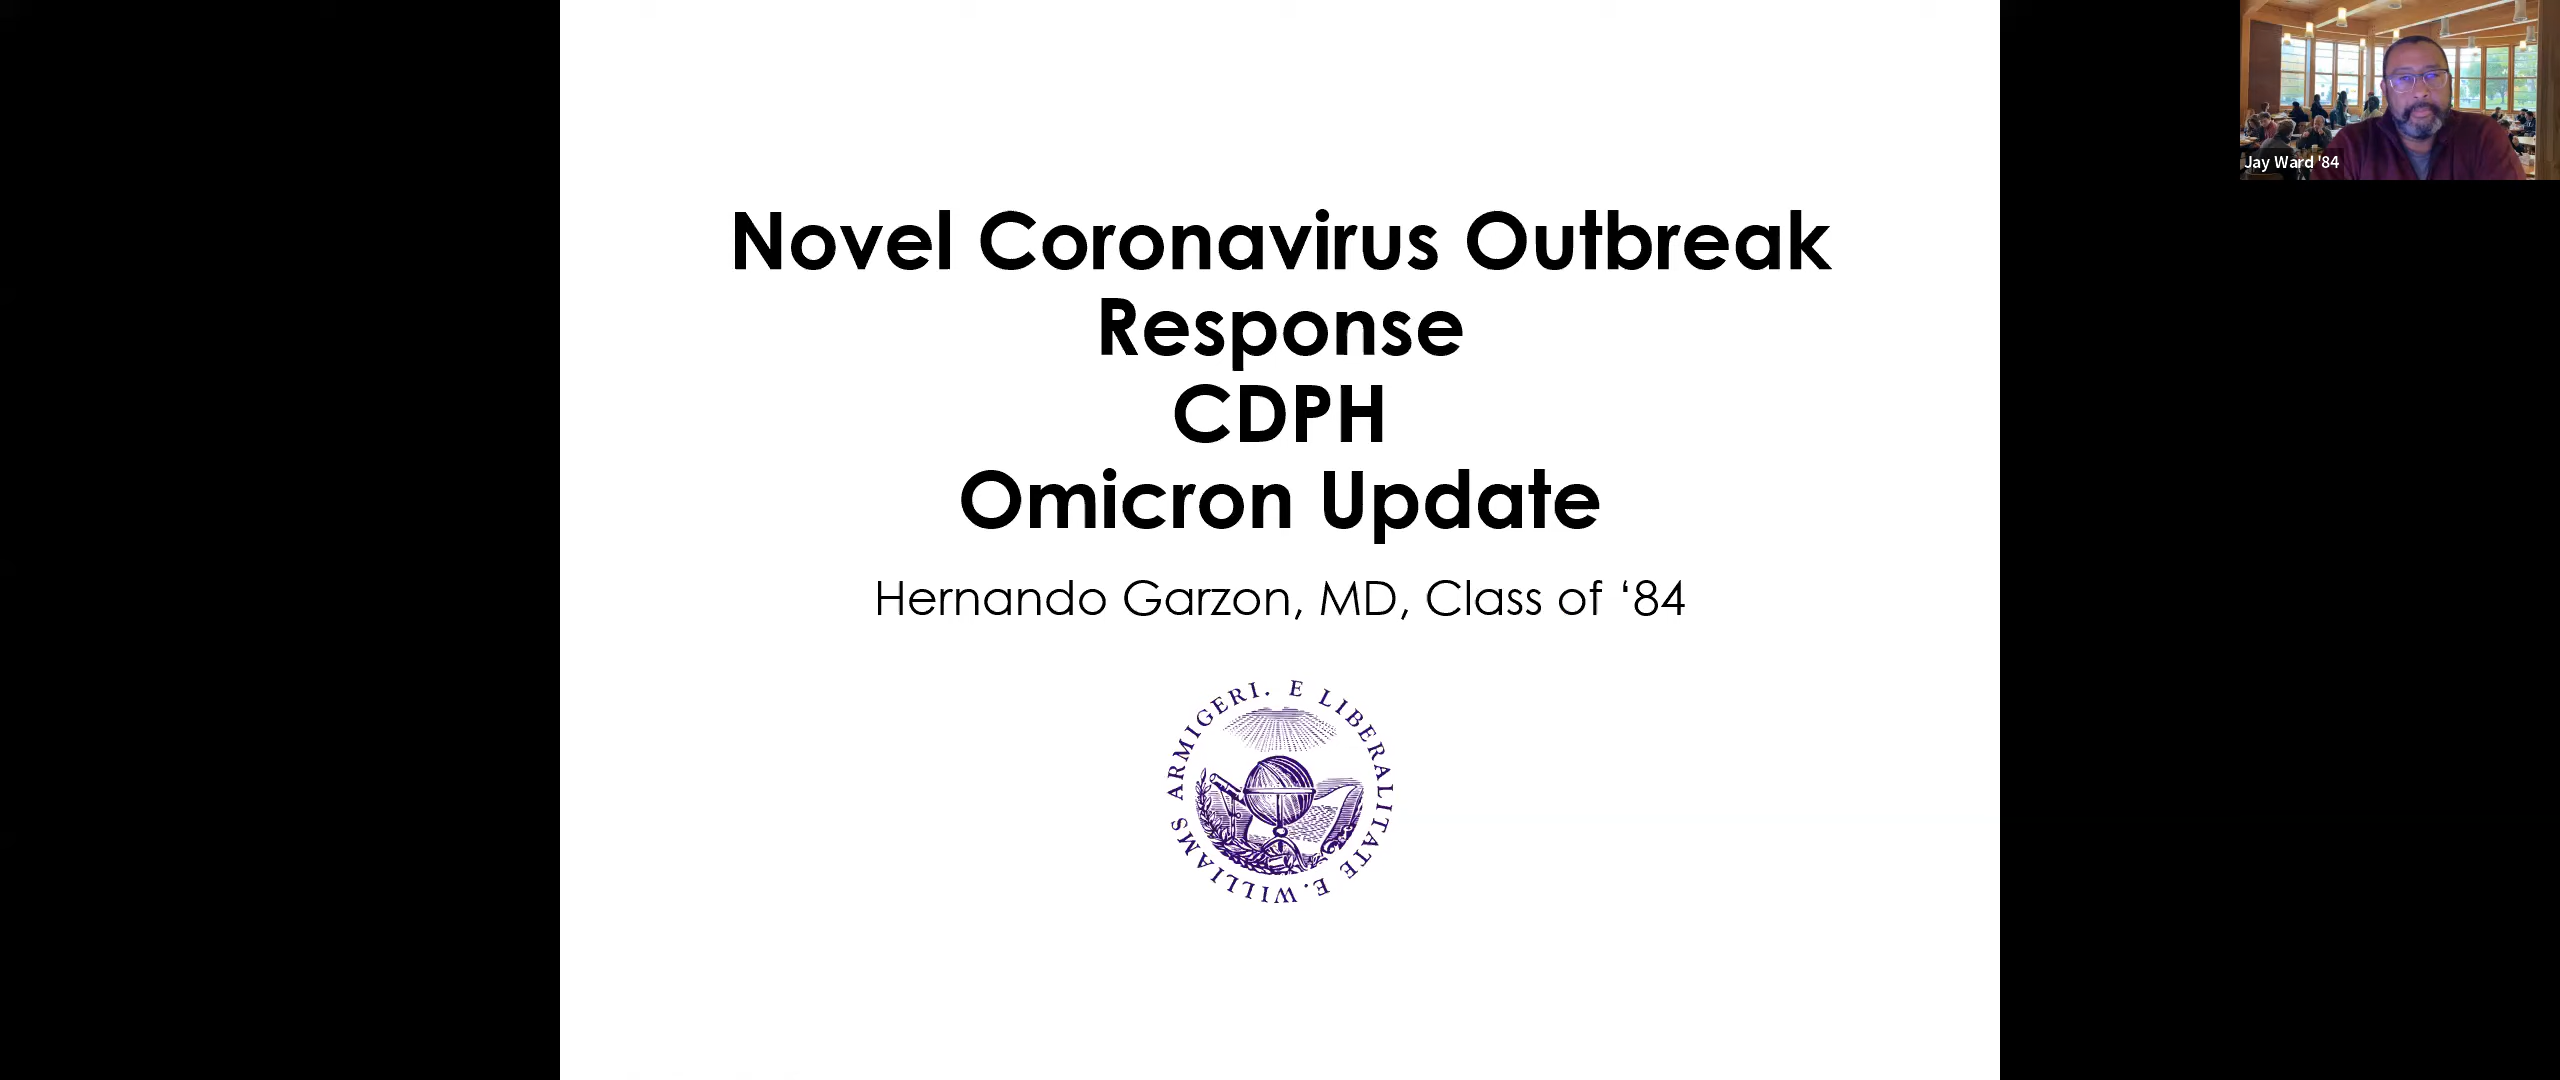 Novel Coronavirus Outbreak
Response
CDPH
Omicron Update
Hernando Garzon, MD, Class of ‘84
E LIBERALITATE E. WILLIAMS ARMIGERI.
Jay Ward '84